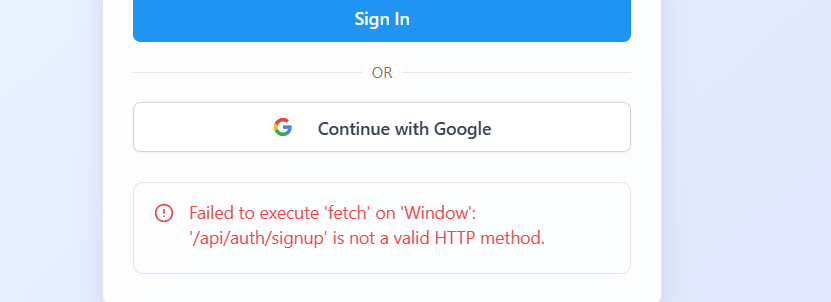 Sign In
OR
Continue with Google
Failed to execute 'fetch' on 'Window':
'/api/auth/signup' is not a valid HTTP method.